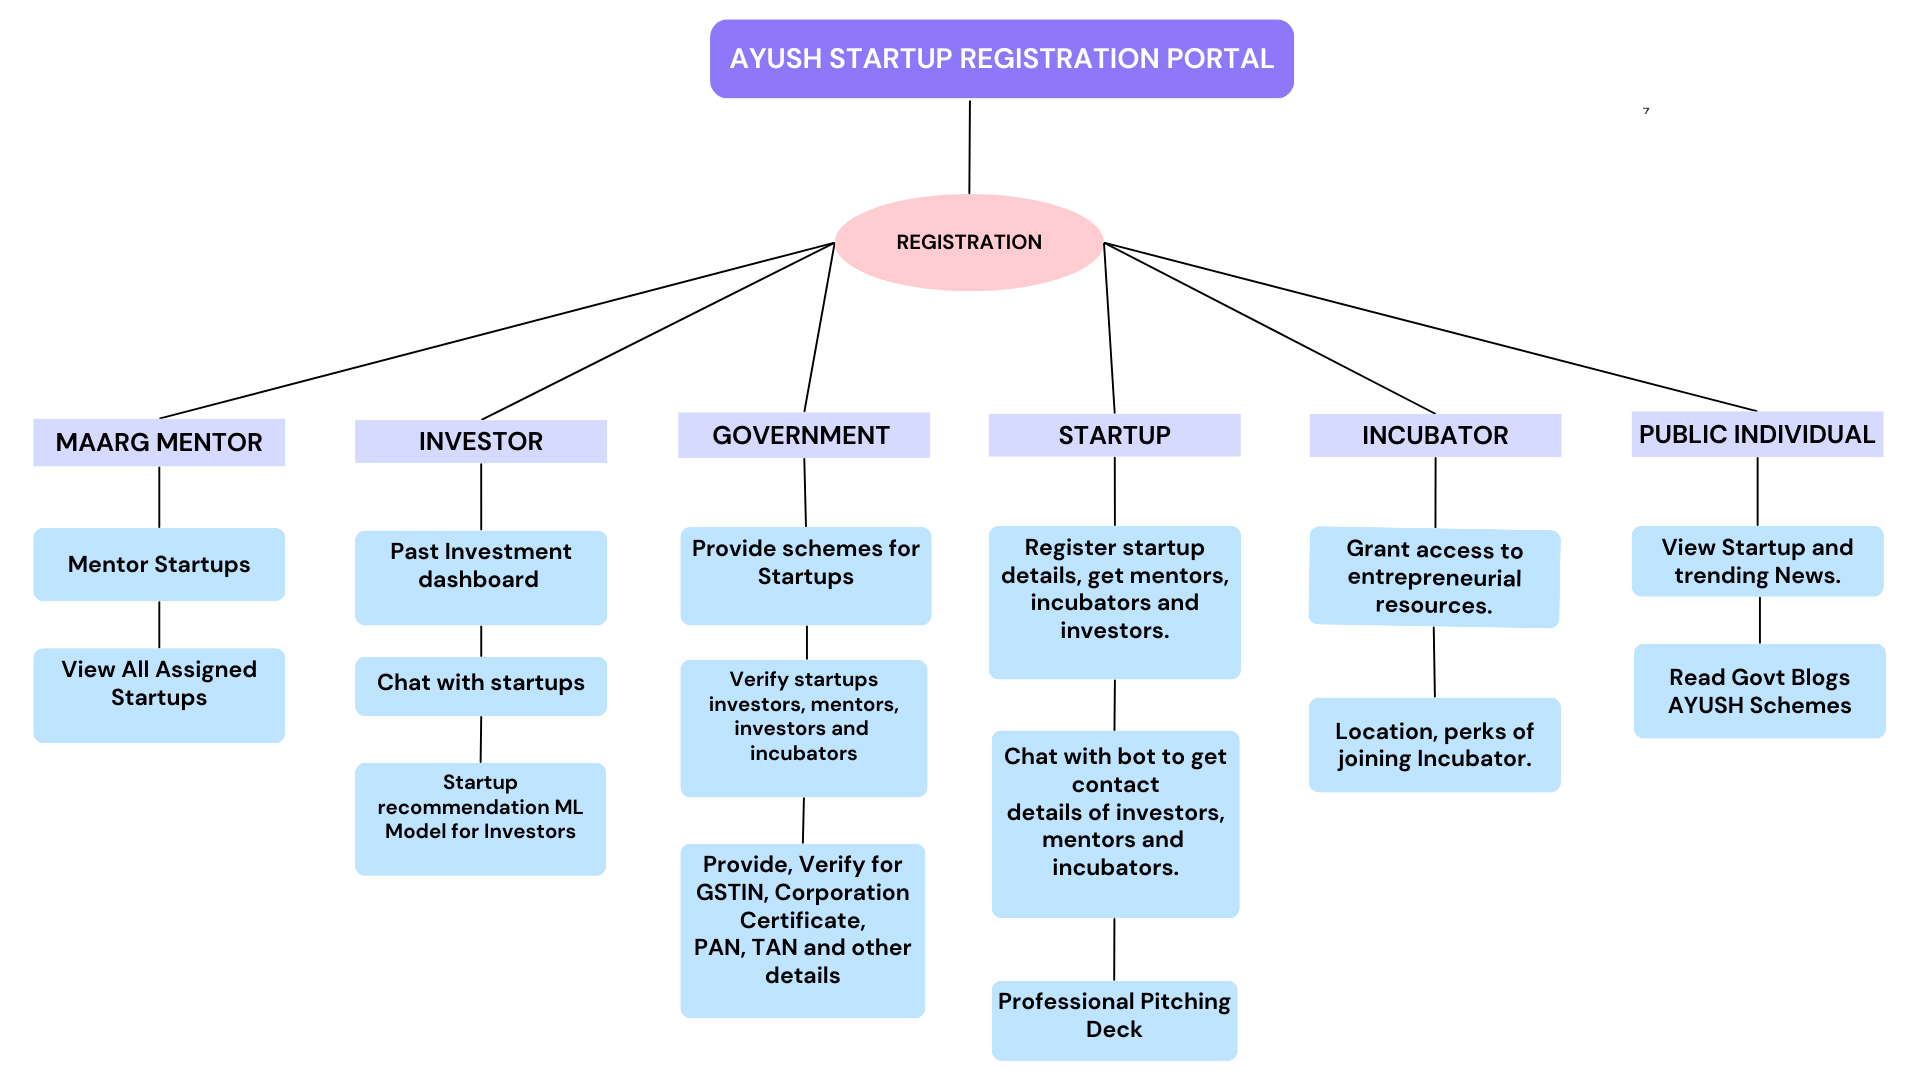 AYUSH STARTUP REGISTRATION PORTAL
7
REGISTRATION
MAARG MENTOR
Mentor Startups
View All Assigned
Startups
INVESTOR
Past Investment
dashboard
Chat with startups
Startup
recommendation ML
Model for Investors
GOVERNMENT
Provide schemes for
Startups
Verify startups
investors, mentors,
investors and
incubators
Provide, Verify for
GSTIN, Corporation
Certificate,
PAN, TAN and other
details
STARTUP
Register startup
details, get mentors,
incubators and
investors.
Chat with bot to get
contact
details of investors,
mentors and
incubators.
Professional Pitching
Deck
INCUBATOR
Grant access to
entrepreneurial
resources.
Location, perks of
joining Incubator.
PUBLIC INDIVIDUAL
View Startup and
trending News.
Read Govt Blogs
AYUSH Schemes